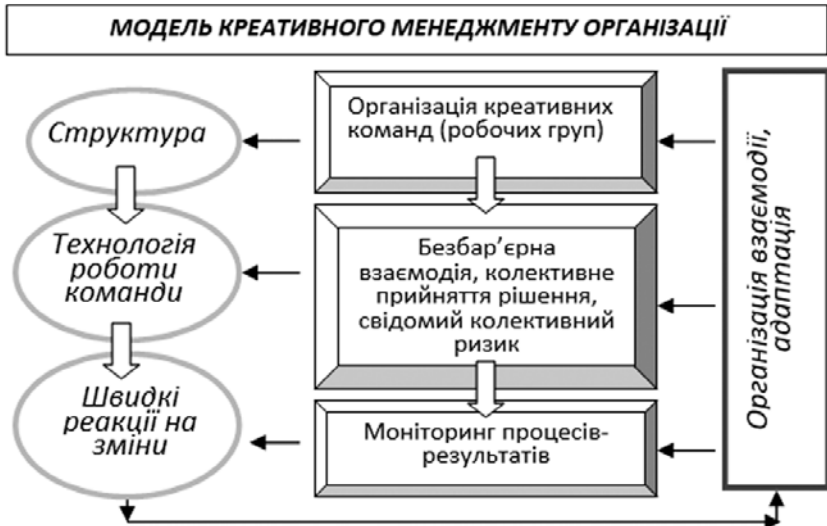 МОДЕЛЬ КРЕАТИВНОГО МЕНЕДЖМЕНТУ ОРГАНІЗАЦІЇ
Структура
Організація креативних
команд (робочих груп)
Технологія
роботи
команди
Безбар’єрна
взаємодія, колективне
прийняття рішення,
свідомий колективний
ризик
Швидкі
реакції на
зміни
Моніторинг процесів-
результатів
Організація взаємодії,
адаптація